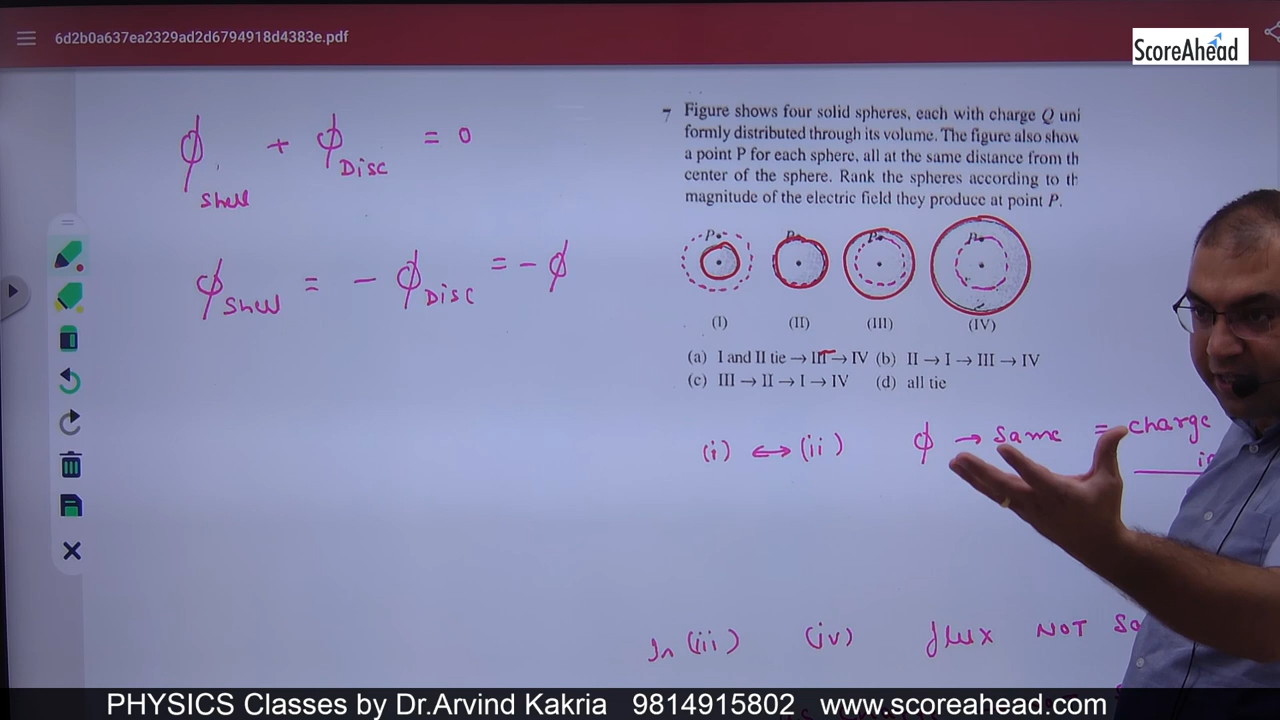 6d2b0a637ea2329ad2d6794918d4383e.pdf
ScoreAhead
ϕ Shell + ϕ Disc = 0
ϕ Shell = - ϕ Disc = - ϕ
7 Figure shows four solid spheres, each with charge Q uni
formly distributed through its volume. The figure also show
a point P for each sphere, all at the same distance from th
center of the sphere. Rank the spheres according to th
magnitude of the electric field they produce at point P.
P P P P
(I) (II) (III) (IV)
(a) I and II tie → III → IV (b) II → I → III → IV
(c) III → II → I → IV (d) all tie
(i) ↔ (ii) ϕ → same = charge
In (iii) (iv) flux NOT
PHYSICS Classes by Dr.Arvind Kakria 9814915802 www.scoreahead.com